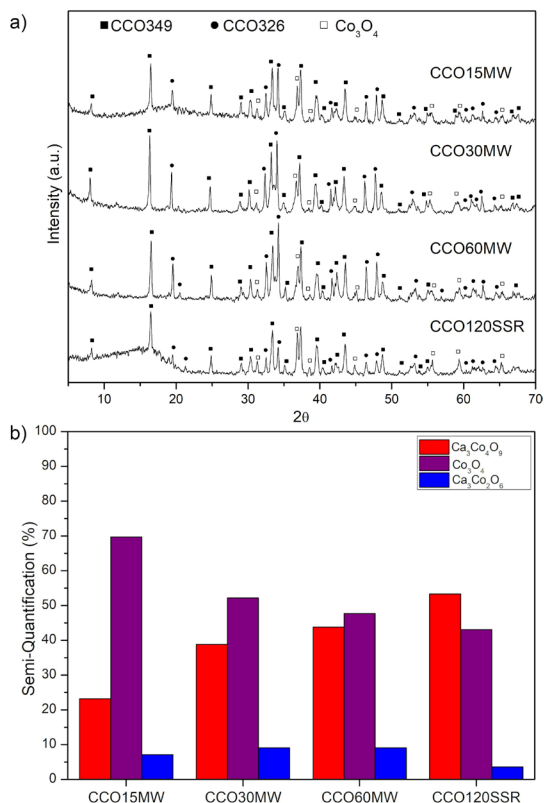 a)
■ CCO349 ● CCO326 □ Co₃O₄
CCO15MW
CCO30MW
CCO60MW
CCO120SSR
Intensity (a.u.)
5 10 20 30 40 50 60 70
2θ
b)
100
90
80
70
60
50
40
30
20
10
0
Semi-Quantification (%)
Ca₃Co₄O₉
Co₃O₄
Ca₃Co₂O₆
CCO15MW CCO30MW CCO60MW CCO120SSR